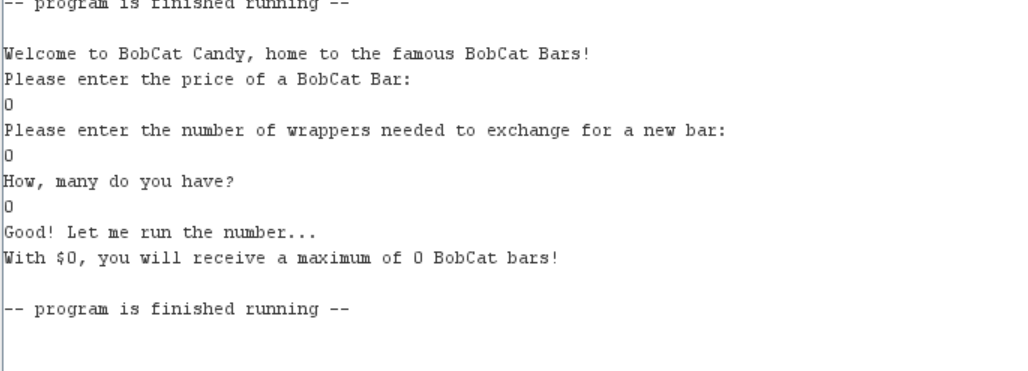 -- program is finished running --
Welcome to BobCat Candy, home to the famous BobCat Bars!
Please enter the price of a BobCat Bar:
0
Please enter the number of wrappers needed to exchange for a new bar:
0
How, many do you have?
0
Good! Let me run the number...
With $0, you will receive a maximum of 0 BobCat bars!
-- program is finished running --